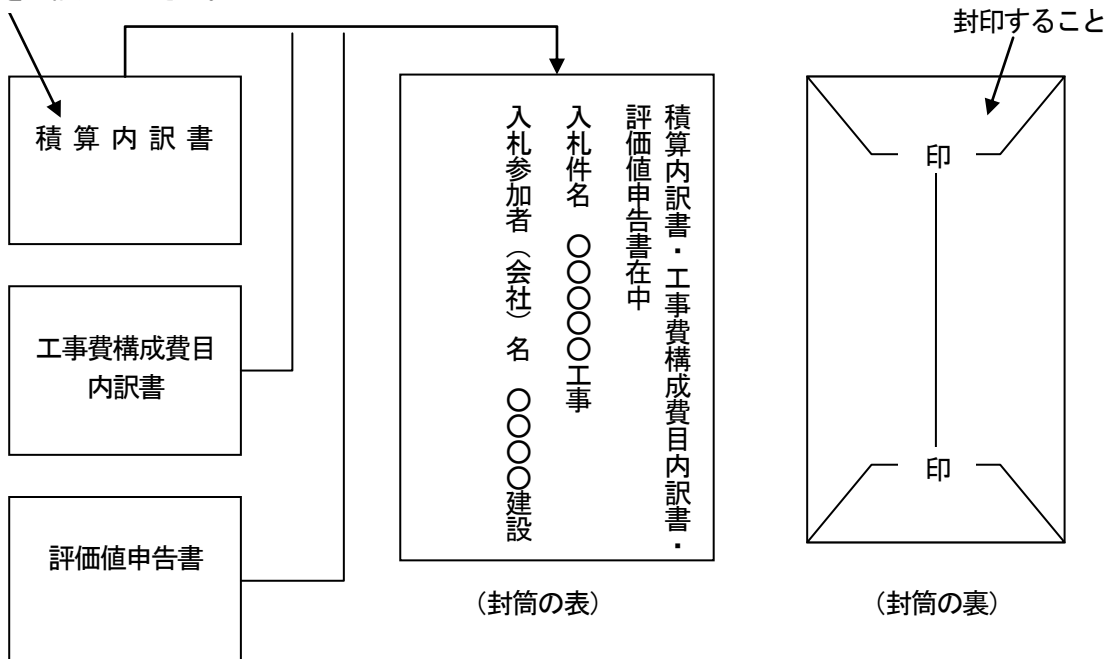 封印すること
積算内訳書
工事費構成費目
内訳書
評価値申告書
積算内訳書・工事費構成費目内訳書・
評価値申告書在中
入札件名　〇〇〇〇〇工事
入札参加者（会社）名　〇〇〇〇建設
（封筒の表）
印
印
（封筒の裏）